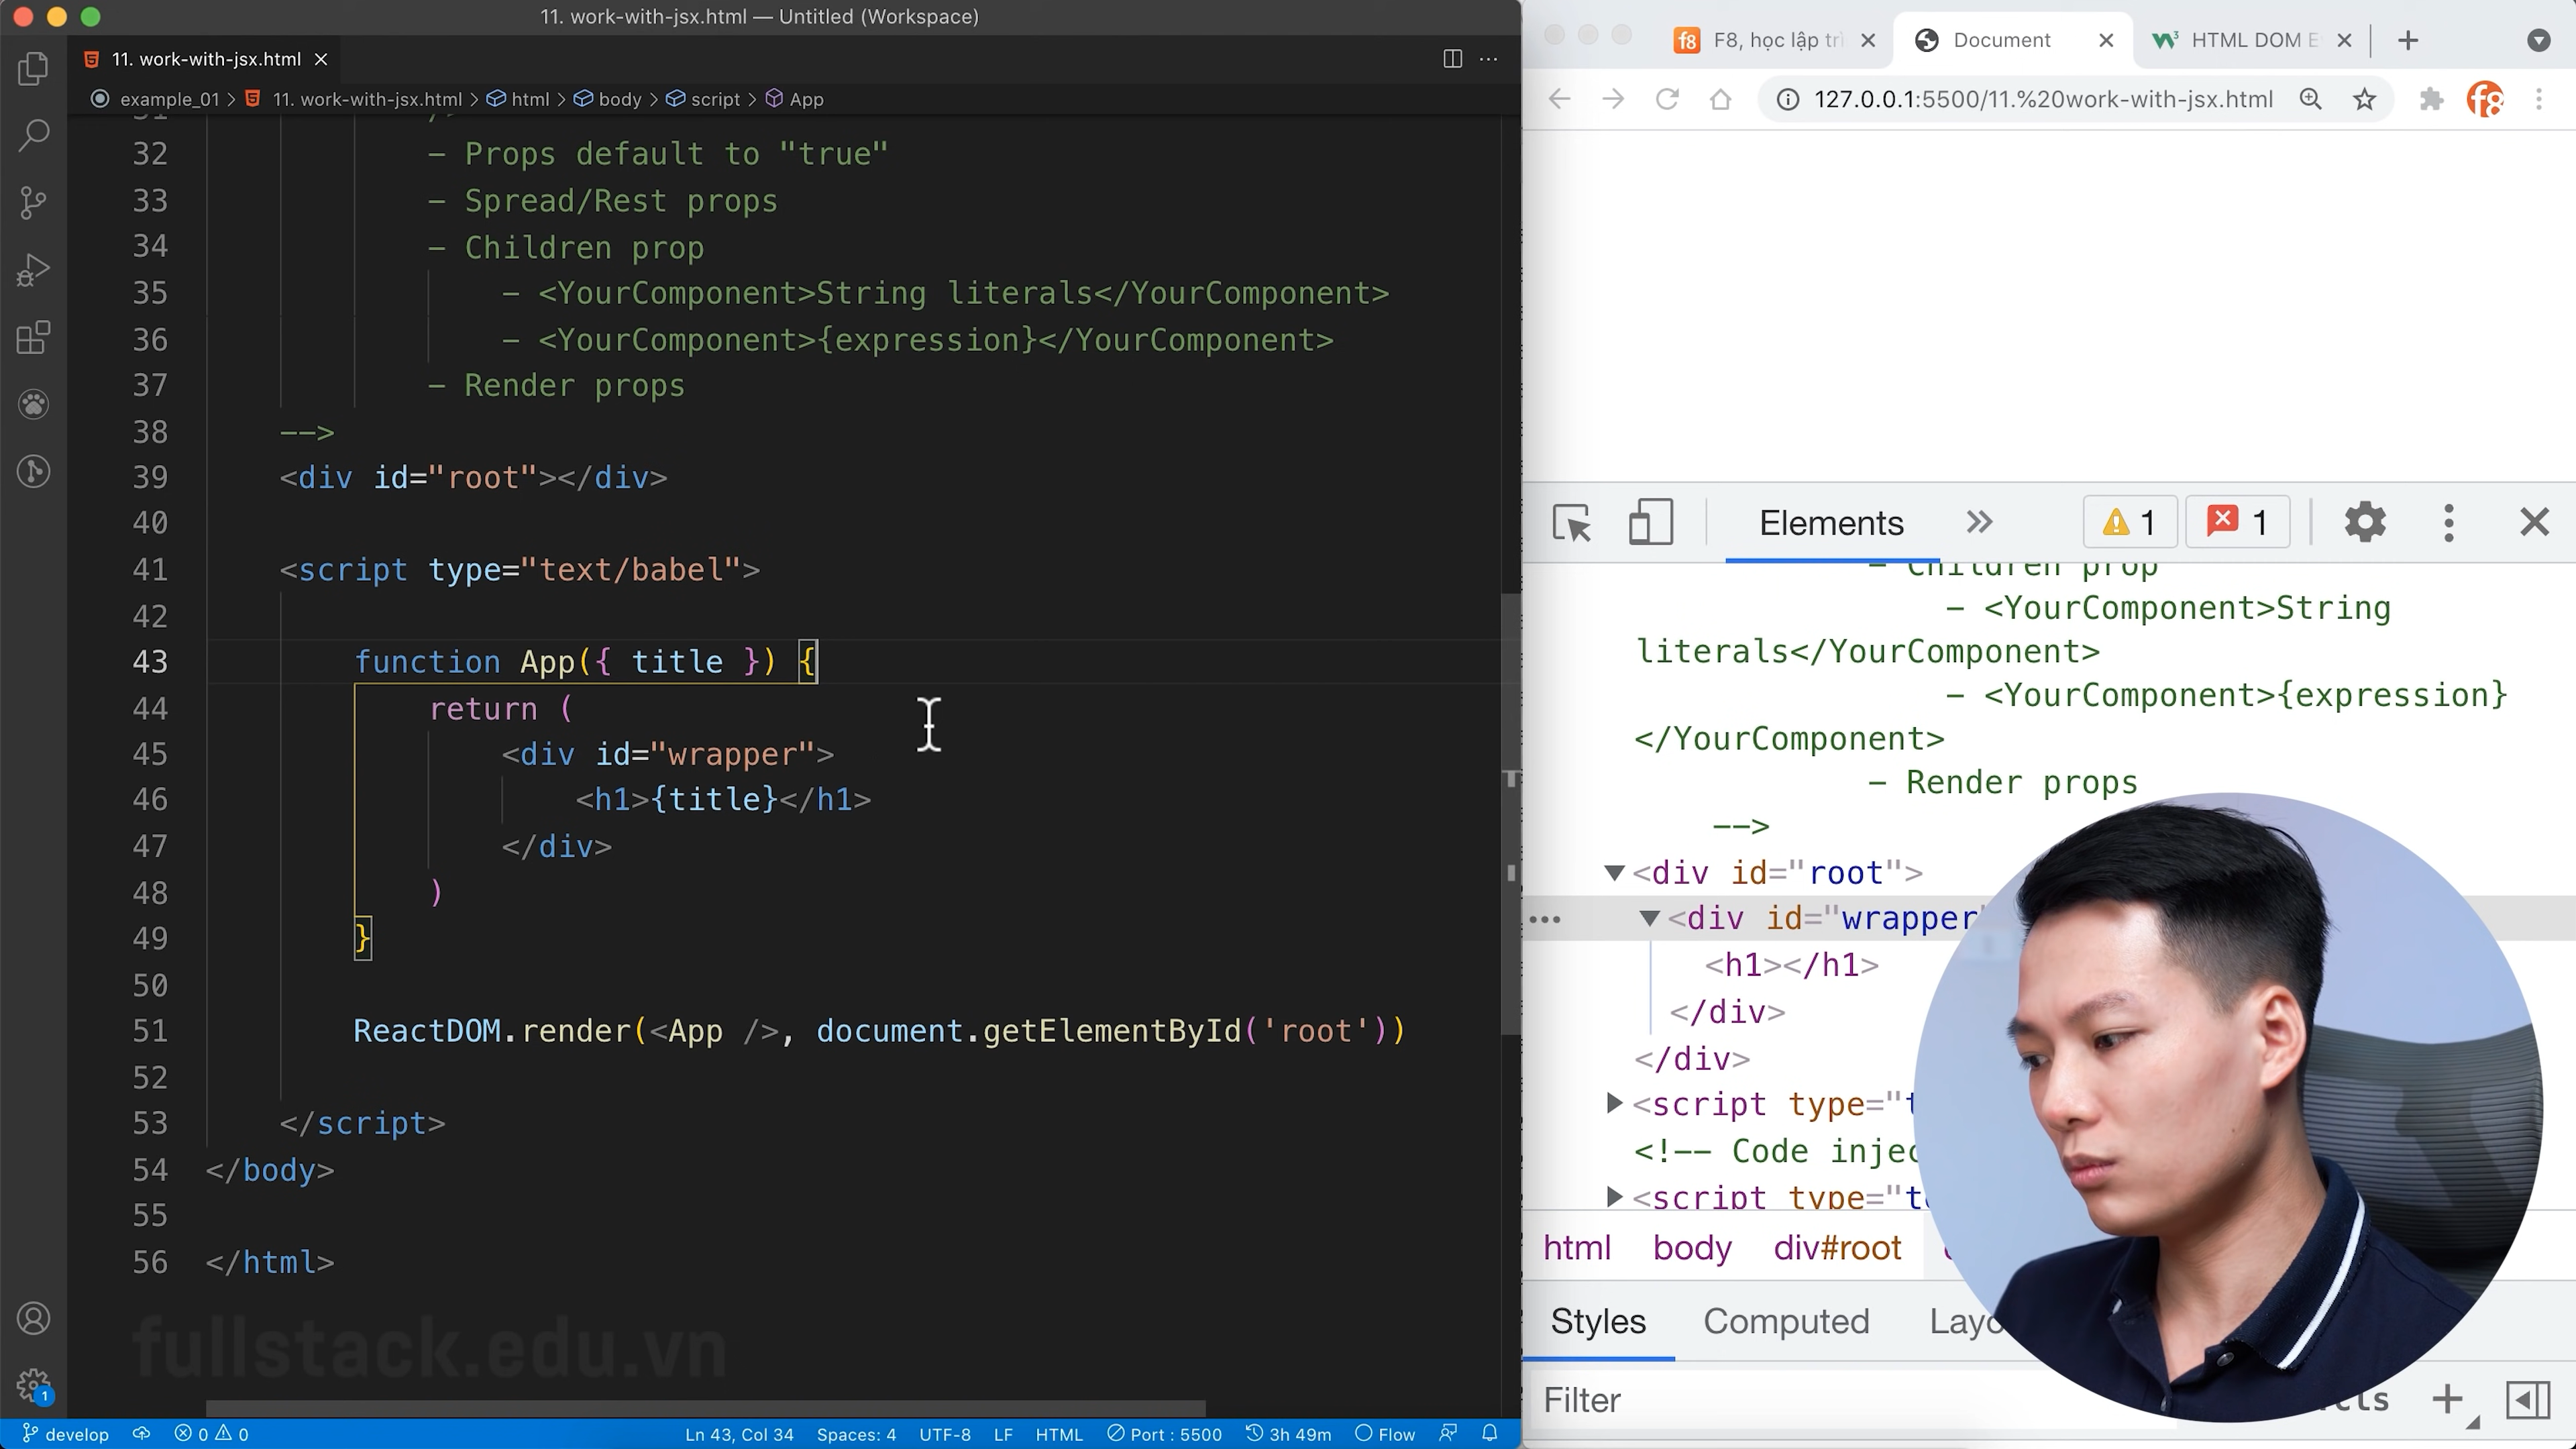 11. work-with-jsx.html — Untitled (Workspace)
11. work-with-jsx.html
example_01 > 11. work-with-jsx.html > html > body > script > App
32 – Props default to "true"
33 – Spread/Rest props
34 – Children prop
35 – <YourComponent>String literals</YourComponent>
36 – <YourComponent>{expression}</YourComponent>
37 – Render props
38 -->
39 <div id="root"></div>
40
41 <script type="text/babel">
42
43 function App({ title }) {
44 return (
45 <div id="wrapper">
46 <h1>{title}</h1>
47 </div>
48 )
49 }
50
51 ReactDOM.render(<App />, document.getElementById('root'))
52
53 </script>
54 </body>
55
56 </html>
fullstack.edu.vn
1
develop 0 0 Ln 43, Col 34 Spaces: 4 UTF-8 LF HTML Port : 5500 3h 49m Flow
f8 F8, học lập trì Document HTML DOM E
127.0.0.1:5500/11.%20work-with-jsx.html f8
Elements 1 1
– Children prop
– <YourComponent>String
literals</YourComponent>
– <YourComponent>{expression}
</YourComponent>
– Render props
-->
<div id="root">
<div id="wrapper"
<h1></h1>
</div>
</div>
<script type="
<!-- Code injec
<script type="
html body div#root
Styles Computed Layo
Filter